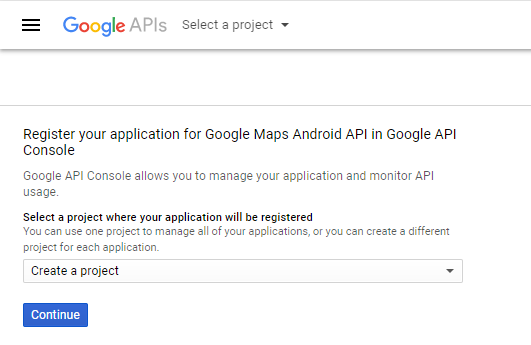 Google APIs Select a project
Register your application for Google Maps Android API in Google API
Console
Google API Console allows you to manage your application and monitor API
usage.
Select a project where your application will be registered
You can use one project to manage all of your applications, or you can create a different
project for each application.
Create a project
Continue